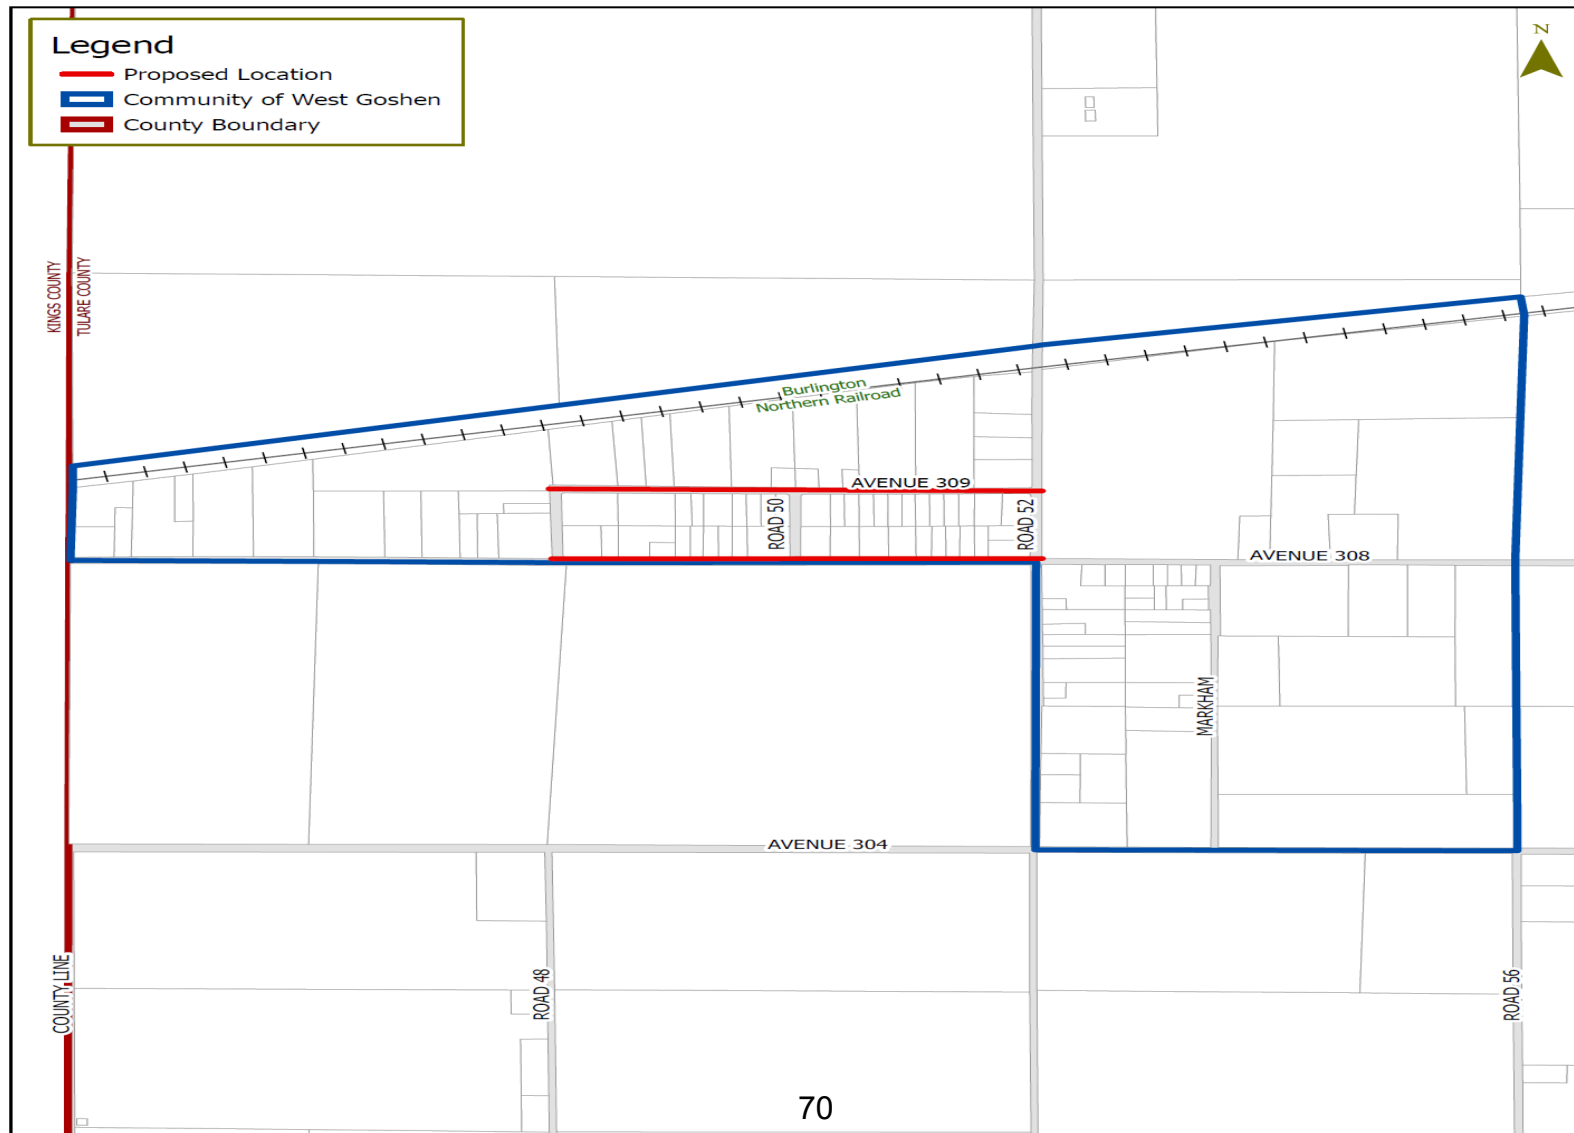 Legend
Proposed Location
Community of West Goshen
County Boundary
N
KINGS COUNTY
TULARE COUNTY
Burlington
Northern Railroad
AVENUE 309
ROAD 50
ROAD 52
AVENUE 308
MARKHAM
AVENUE 304
COUNTY LINE
ROAD 48
ROAD 56
70